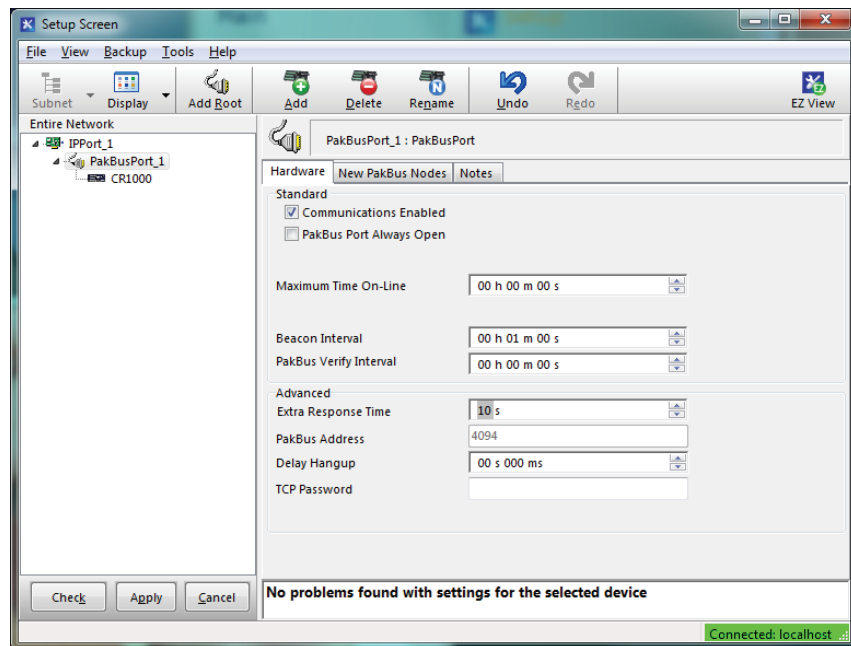 Setup Screen
File View Backup Tools Help
Subnet Display Add Root Add Delete Rename Undo Redo EZ View
Entire Network
IPPort_1
PakBusPort_1
CR1000
PakBusPort_1 : PakBusPort
Hardware New PakBus Nodes Notes
Standard
Communications Enabled
PakBus Port Always Open
Maximum Time On-Line 00 h 00 m 00 s
Beacon Interval 00 h 01 m 00 s
PakBus Verify Interval 00 h 00 m 00 s
Advanced
Extra Response Time 10 s
PakBus Address 4094
Delay Hangup 00 s 000 ms
TCP Password
Check Apply Cancel
No problems found with settings for the selected device
Connected: localhost